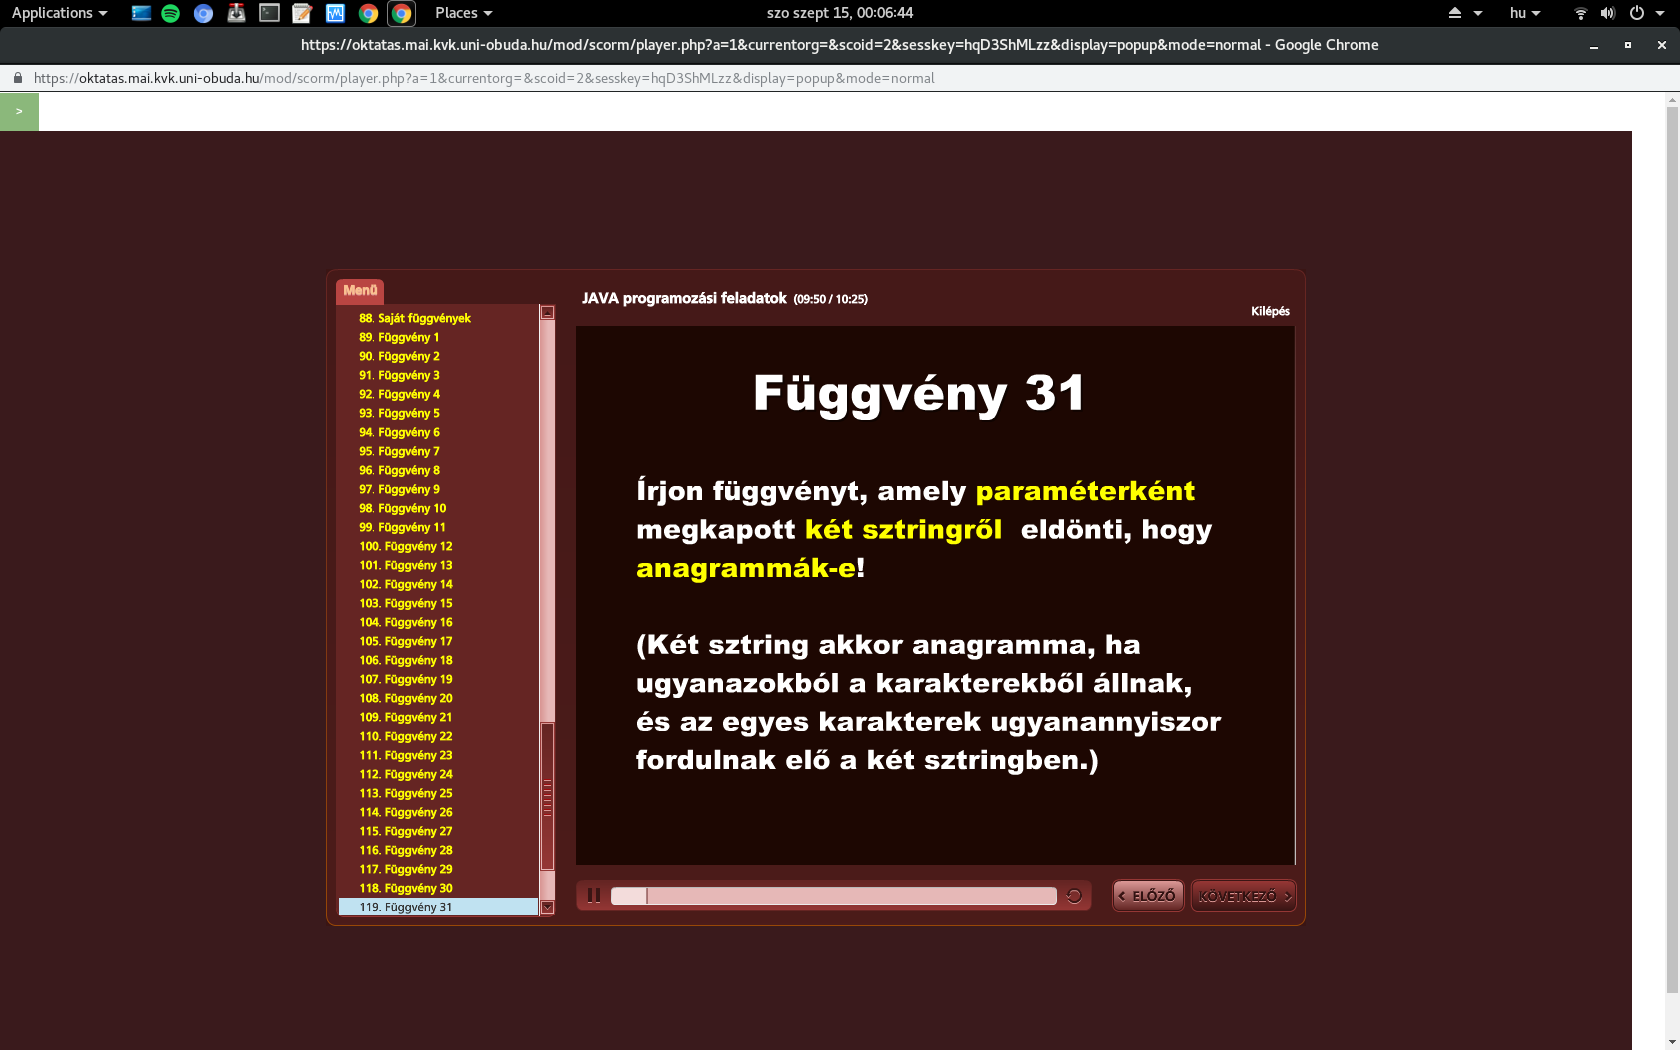 Applications
Places
szo szept 15, 00:06:44
hu
https://oktatas.mai.kvk.uni-obuda.hu/mod/scorm/player.php?a=1&currentorg=&scoid=2&sesskey=hqD3ShMLzz&display=popup&mode=normal - Google Chrome
https://oktatas.mai.kvk.uni-obuda.hu/mod/scorm/player.php?a=1&currentorg=&scoid=2&sesskey=hqD3ShMLzz&display=popup&mode=normal
>
Menü
88. Saját függvények
89. Függvény 1
90. Függvény 2
91. Függvény 3
92. Függvény 4
93. Függvény 5
94. Függvény 6
95. Függvény 7
96. Függvény 8
97. Függvény 9
98. Függvény 10
99. Függvény 11
100. Függvény 12
101. Függvény 13
102. Függvény 14
103. Függvény 15
104. Függvény 16
105. Függvény 17
106. Függvény 18
107. Függvény 19
108. Függvény 20
109. Függvény 21
110. Függvény 22
111. Függvény 23
112. Függvény 24
113. Függvény 25
114. Függvény 26
115. Függvény 27
116. Függvény 28
117. Függvény 29
118. Függvény 30
119. Függvény 31
JAVA programozási feladatok (09:50 / 10:25)
Kilépés
Függvény 31
Írjon függvényt, amely paraméterként
megkapott két sztringről eldönti, hogy
anagrammák-e!
(Két sztring akkor anagramma, ha
ugyanazokból a karakterekből állnak,
és az egyes karakterek ugyanannyiszor
fordulnak elő a két sztringben.)
< ELŐZŐ
KÖVETKEZŐ >